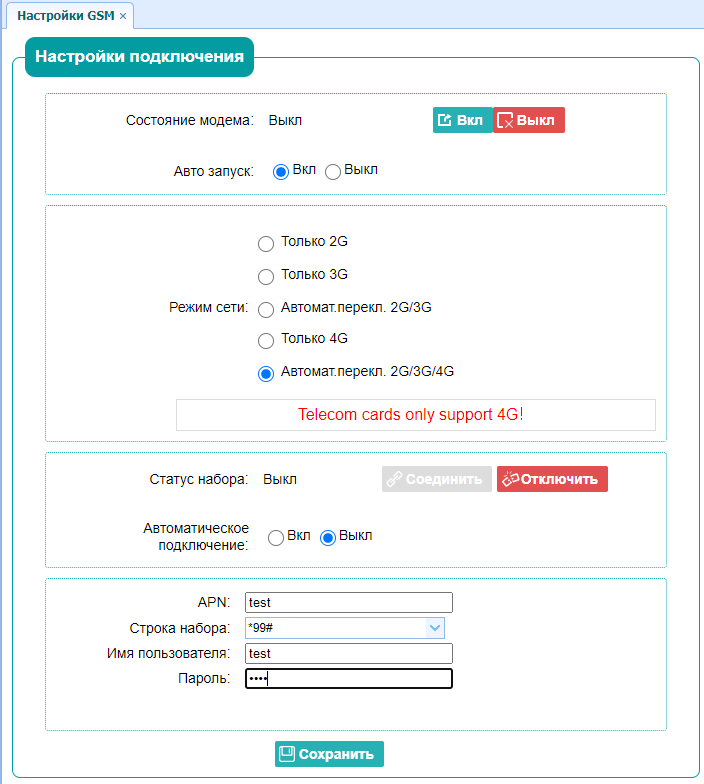 Настройки GSM ×
Настройки подключения
Состояние модема: Выкл Вкл Выкл
Авто запуск: Вкл Выкл
Только 2G
Только 3G
Режим сети: Автомат.перекл. 2G/3G
Только 4G
Автомат.перекл. 2G/3G/4G
Telecom cards only support 4G!
Статус набора: Выкл Соединить Отключить
Автоматическое
подключение: Вкл Выкл
APN: test
Строка набора: *99#
Имя пользователя: test
Пароль: ••••
Сохранить